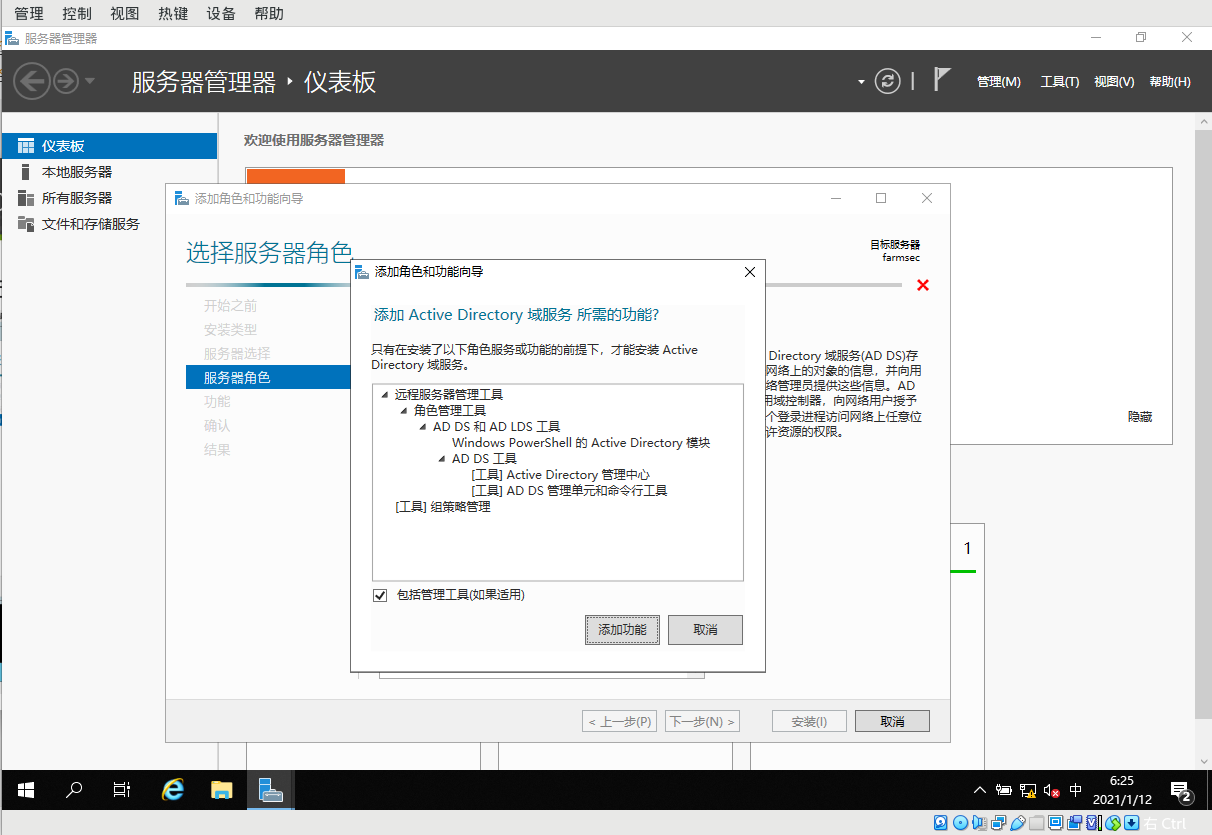 管理 控制 视图 热键 设备 帮助
服务器管理器
服务器管理器 仪表板
管理(M) 工具(T) 视图(V) 帮助(H)
仪表板
本地服务器
所有服务器
文件和存储服务
欢迎使用服务器管理器
添加角色和功能向导
选择服务器角色
目标服务器
farmsec
开始之前
安装类型
服务器选择
服务器角色
功能
确认
结果
添加角色和功能向导
添加 Active Directory 域服务 所需的功能?
只有在安装了以下角色服务或功能的前提下，才能安装 Active
Directory 域服务。
远程服务器管理工具
角色管理工具
AD DS 和 AD LDS 工具
Windows PowerShell 的 Active Directory 模块
AD DS 工具
[工具] Active Directory 管理中心
[工具] AD DS 管理单元和命令行工具
[工具] 组策略管理
包括管理工具(如果适用)
添加功能 取消
Directory 域服务(AD DS)存
网络上的对象的信息，并向用
络管理员提供这些信息。AD
用域控制器，向网络用户授予
个登录进程访问网络上任意位
许资源的权限。
隐藏
1
< 上一步(P) 下一步(N) > 安装(I) 取消
中
6:25
2021/1/12
2
右 Ctrl